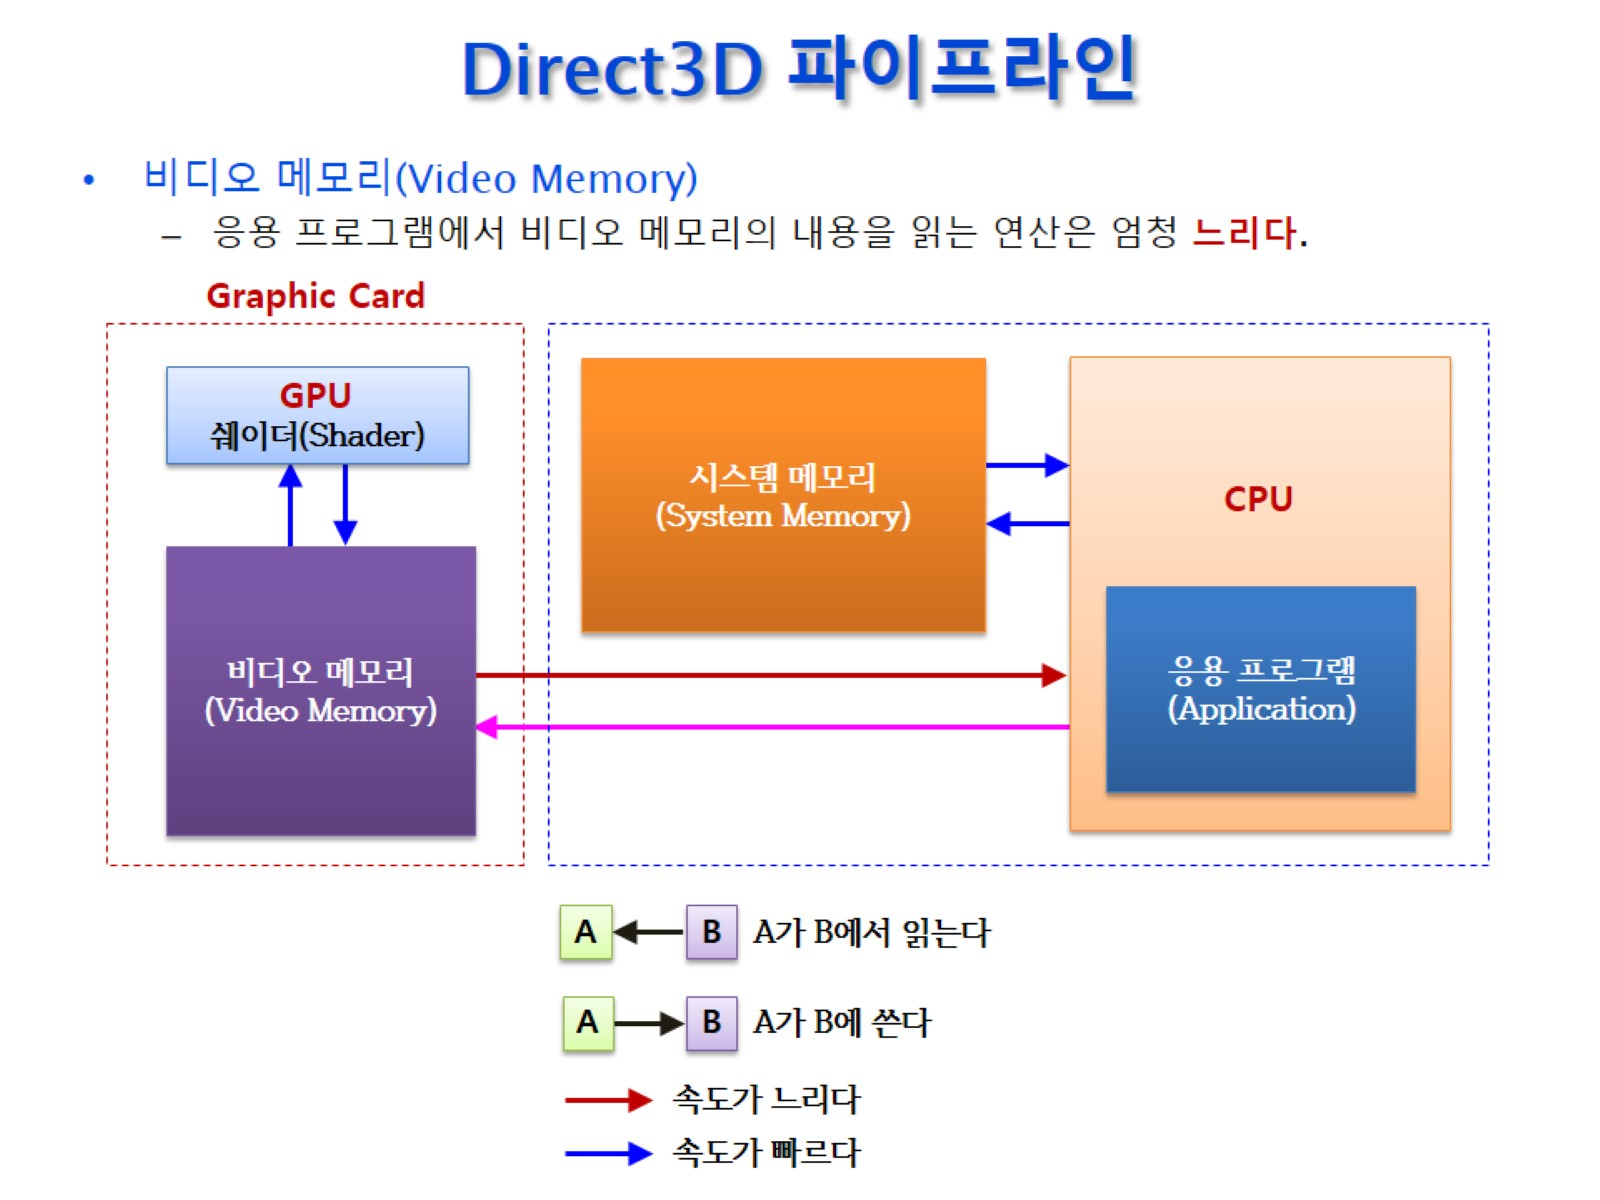 Direct3D 파이프라인
• 비디오 메모리(Video Memory)
– 응용 프로그램에서 비디오 메모리의 내용을 읽는 연산은 엄청 느리다.
Graphic Card
GPU
쉐이더(Shader)
시스템 메모리
(System Memory)
CPU
비디오 메모리
(Video Memory)
응용 프로그램
(Application)
A B A가 B에서 읽는다
A B A가 B에 쓴다
속도가 느리다
속도가 빠르다